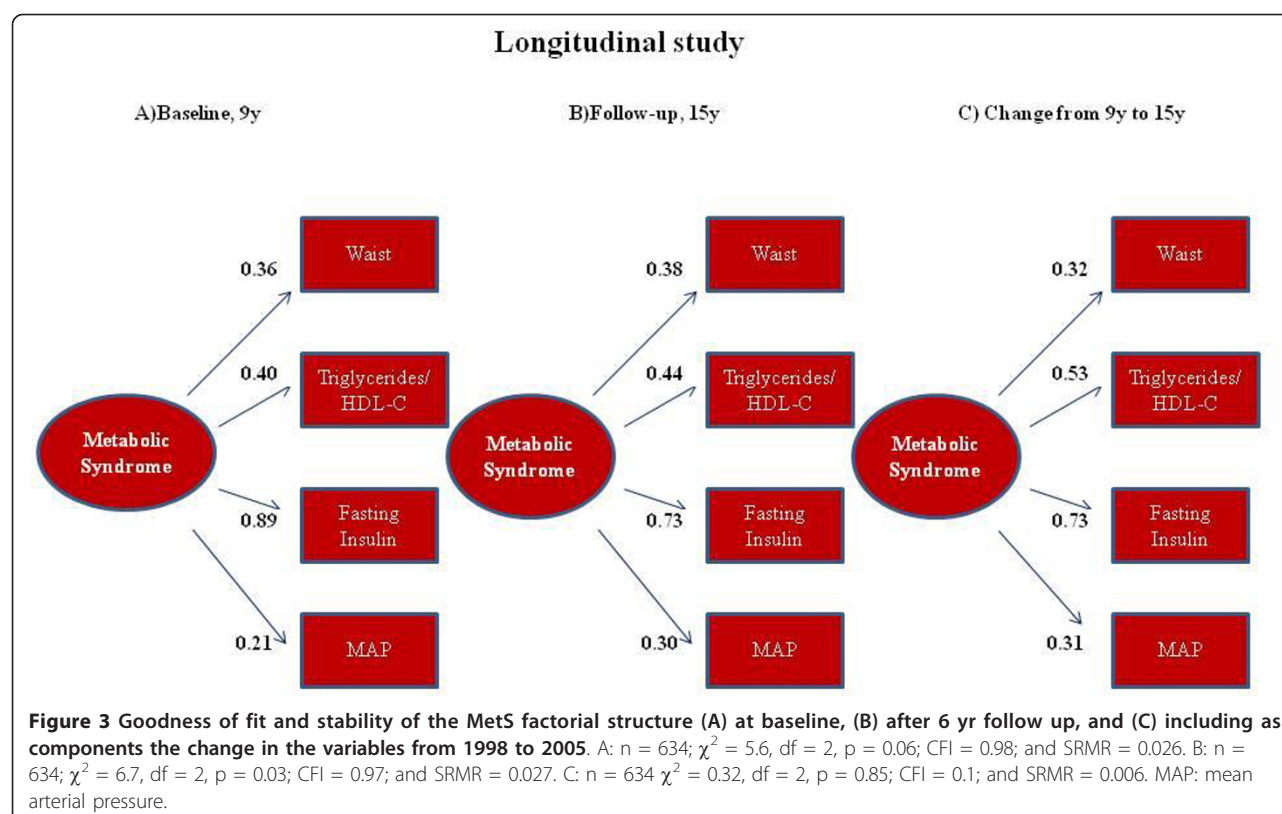 Longitudinal study
A)Baseline, 9y
B)Follow-up, 15y
C) Change from 9y to 15y
Metabolic
Syndrome
0.36
Waist
0.40
Triglycerides/
HDL-C
0.89
Fasting
Insulin
0.21
MAP
Metabolic
Syndrome
0.38
Waist
0.44
Triglycerides/
HDL-C
0.73
Fasting
Insulin
0.30
MAP
Metabolic
Syndrome
0.32
Waist
0.53
Triglycerides/
HDL-C
0.73
Fasting
Insulin
0.31
MAP
Figure 3 Goodness of fit and stability of the MetS factorial structure (A) at baseline, (B) after 6 yr follow up, and (C) including as
components the change in the variables from 1998 to 2005. A: n = 634; χ² = 5.6, df = 2, p = 0.06; CFI = 0.98; and SRMR = 0.026. B: n =
634; χ² = 6.7, df = 2, p = 0.03; CFI = 0.97; and SRMR = 0.027. C: n = 634 χ² = 0.32, df = 2, p = 0.85; CFI = 0.1; and SRMR = 0.006. MAP: mean
arterial pressure.